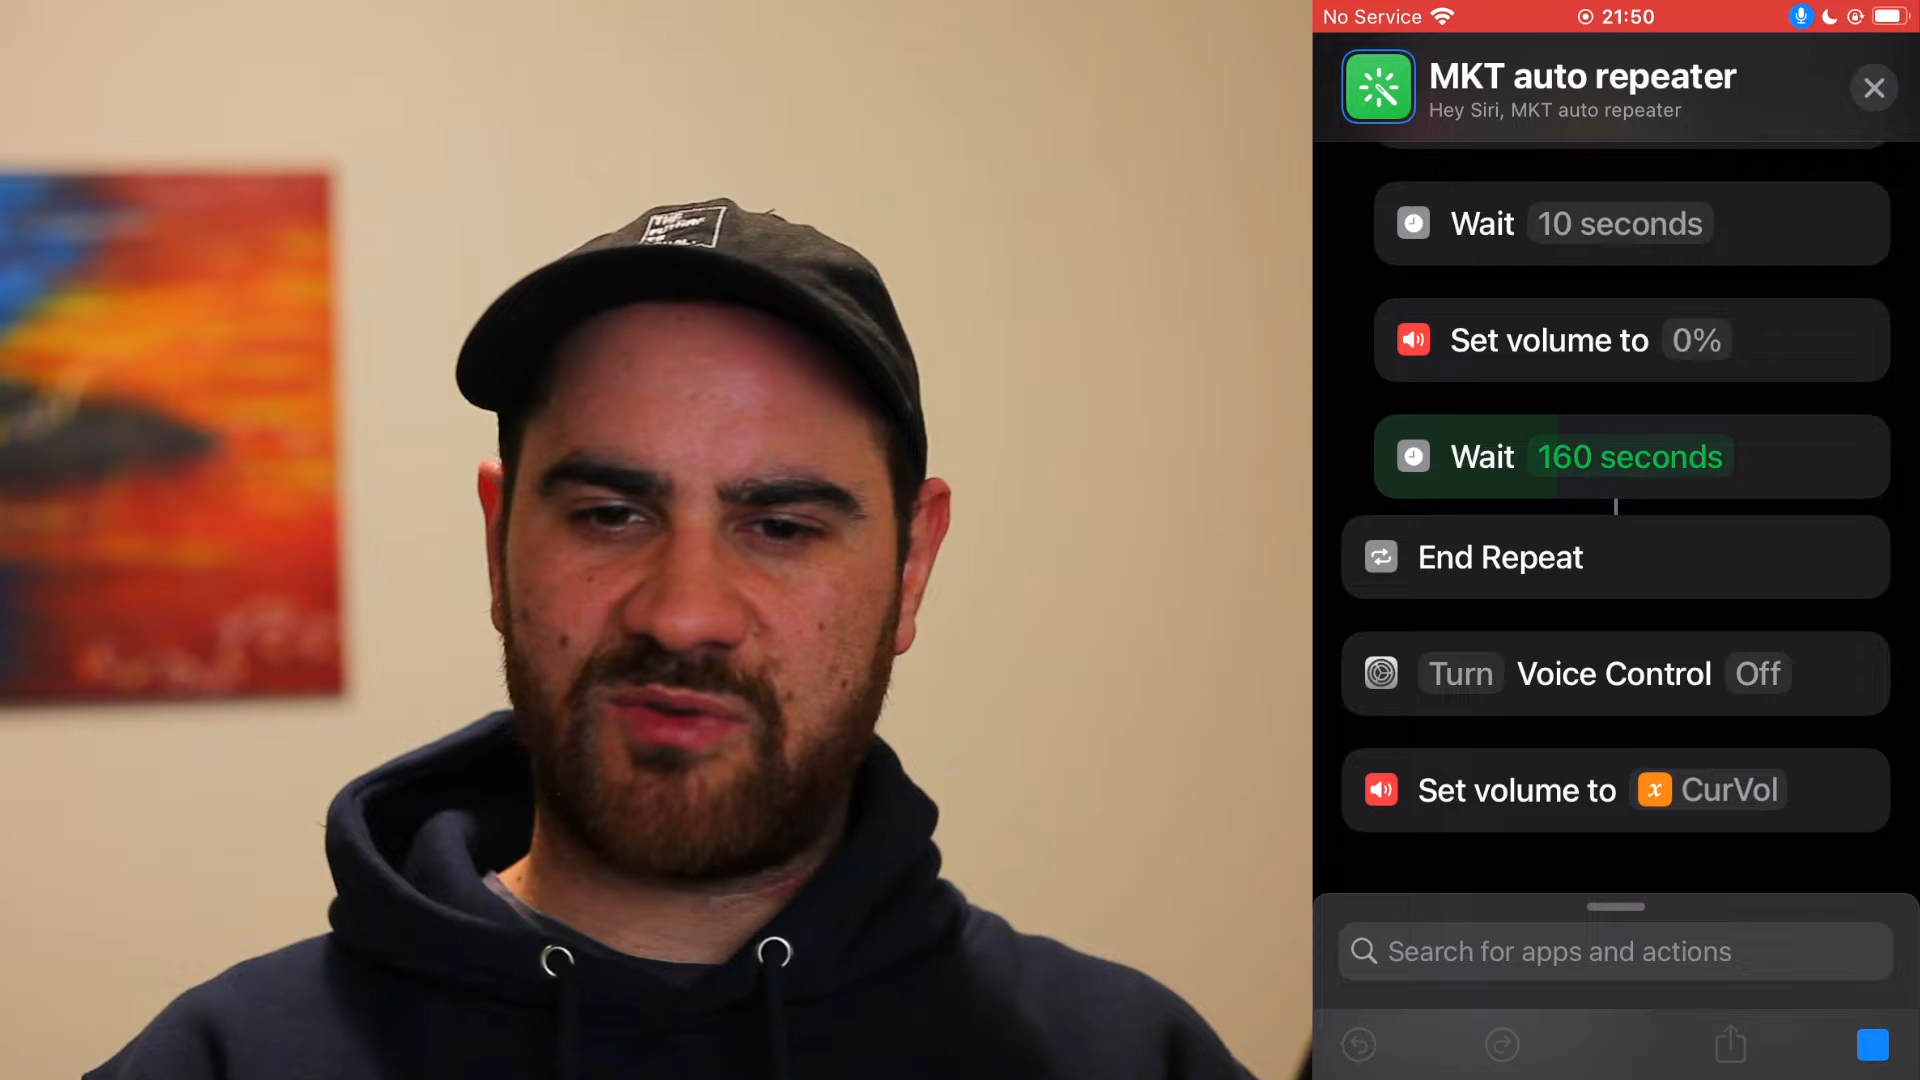 No Service
21:50
MKT auto repeater
Hey Siri, MKT auto repeater
Wait 10 seconds
Set volume to 0%
Wait 160 seconds
End Repeat
Turn Voice Control Off
Set volume to x CurVol
Search for apps and actions
THE